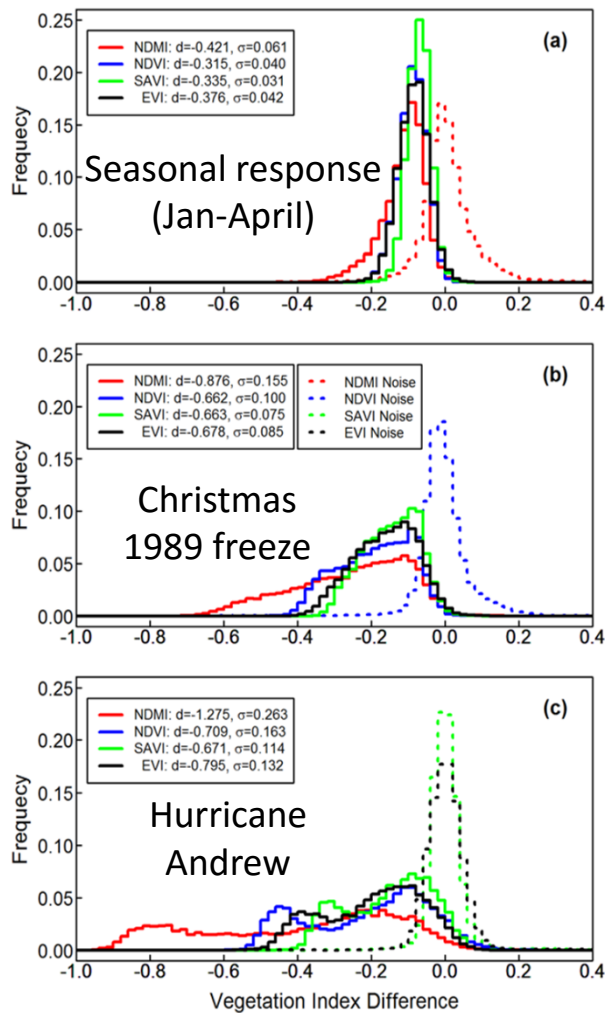 0.25
0.20
0.15
0.10
0.05
0.00
Frequecy
(a)
NDMI: d=-0.421, σ=0.061
NDVI: d=-0.315, σ=0.040
SAVI: d=-0.335, σ=0.031
EVI: d=-0.376, σ=0.042
Seasonal response
(Jan-April)
-1.0 -0.8 -0.6 -0.4 -0.2 0.0 0.2 0.4
0.25
0.20
0.15
0.10
0.05
0.00
Frequecy
(b)
NDMI: d=-0.876, σ=0.155
NDVI: d=-0.662, σ=0.100
SAVI: d=-0.663, σ=0.075
EVI: d=-0.678, σ=0.085
NDMI Noise
NDVI Noise
SAVI Noise
EVI Noise
Christmas
1989 freeze
-1.0 -0.8 -0.6 -0.4 -0.2 0.0 0.2 0.4
0.25
0.20
0.15
0.10
0.05
0.00
Frequecy
(c)
NDMI: d=-1.275, σ=0.263
NDVI: d=-0.709, σ=0.163
SAVI: d=-0.671, σ=0.114
EVI: d=-0.795, σ=0.132
Hurricane
Andrew
-1.0 -0.8 -0.6 -0.4 -0.2 0.0 0.2 0.4
Vegetation Index Difference